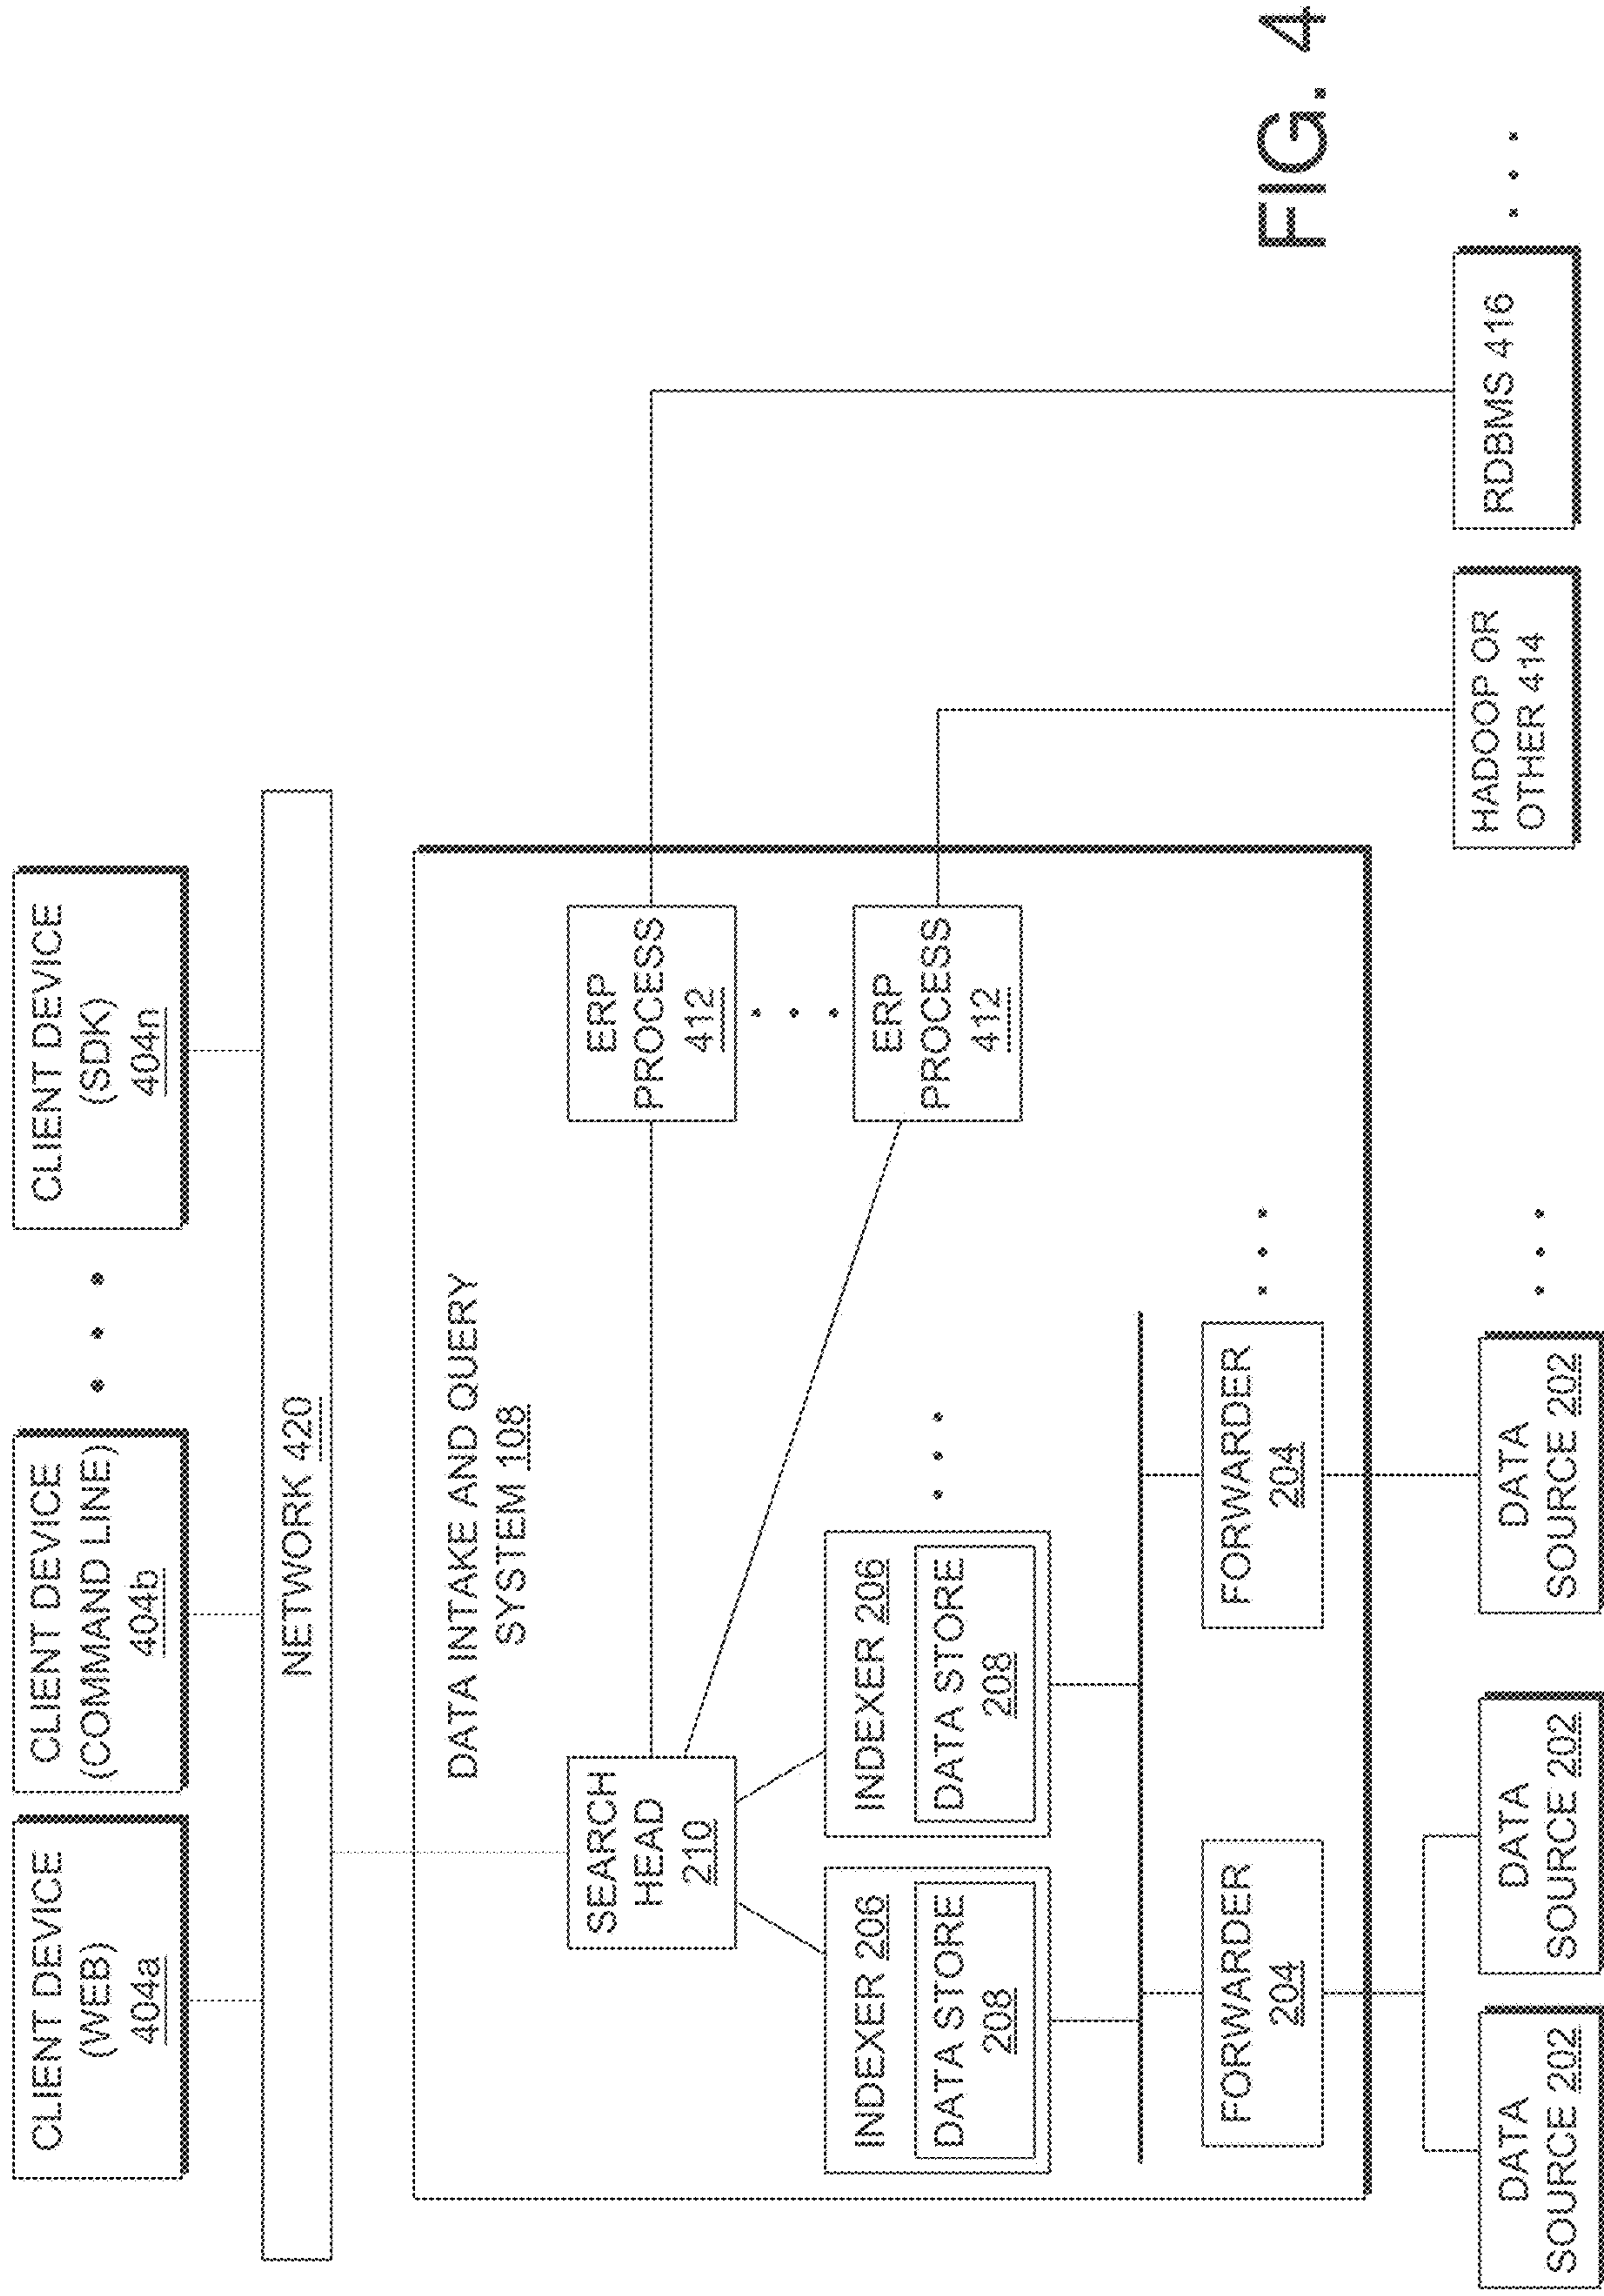 CLIENT DEVICE
(WEB)
404a
CLIENT DEVICE
(COMMAND LINE)
404b
CLIENT DEVICE
(SDK)
404n
NETWORK 420
DATA INTAKE AND QUERY
SYSTEM 108
SEARCH
HEAD
210
ERP
PROCESS
412
ERP
PROCESS
412
INDEXER 206
DATA STORE
208
INDEXER 206
DATA STORE
208
FORWARDER
204
FORWARDER
204
DATA
SOURCE 202
DATA
SOURCE 202
DATA
SOURCE 202
HADOOP OR
OTHER 414
RDBMS 416
FIG. 4